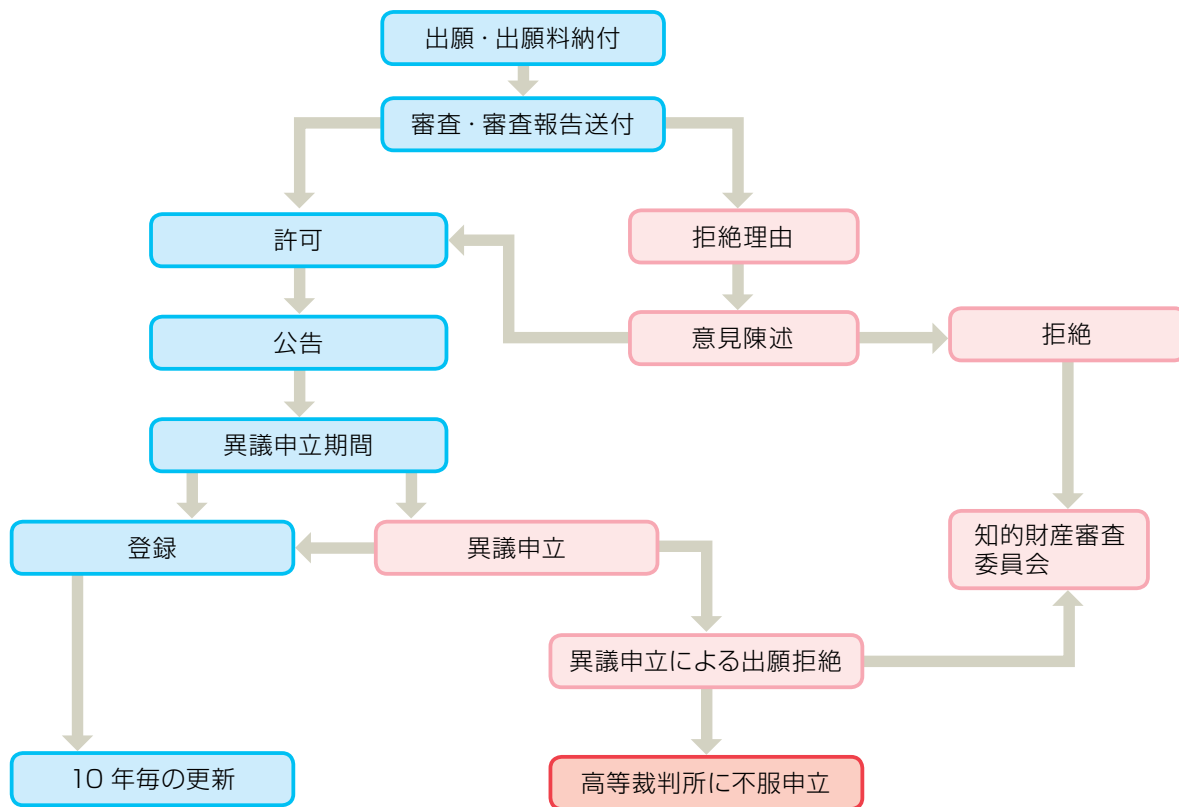 出願・出願料納付
審査・審査報告送付
許可
拒絶理由
公告
意見陳述
拒絶
異議申立期間
登録
異議申立
知的財産審査
委員会
異議申立による出願拒絶
10 年毎の更新
高等裁判所に不服申立